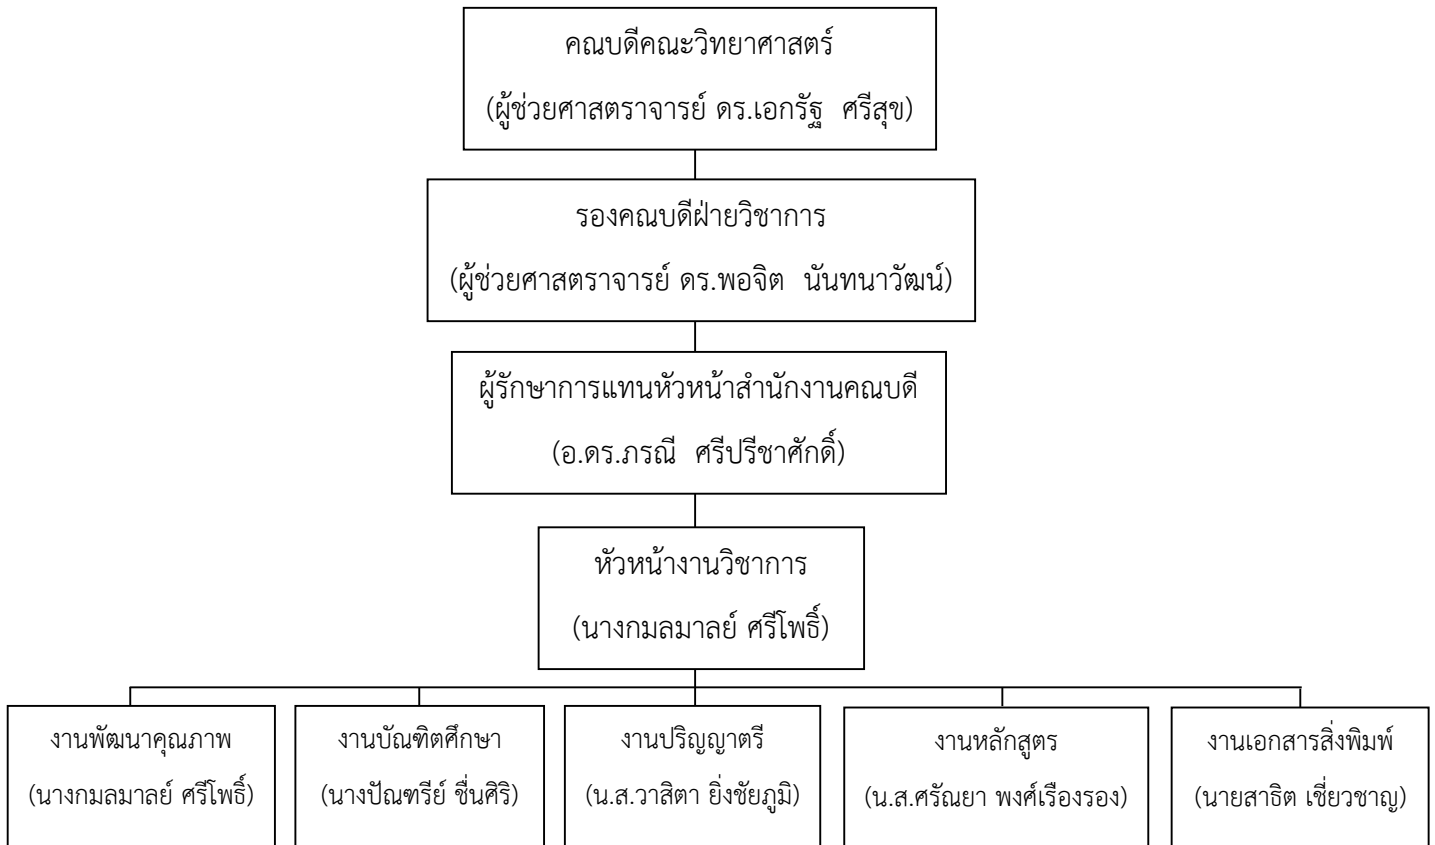 คณบดีคณะวิทยาศาสตร์
(ผู้ช่วยศาสตราจารย์ ดร.เอกรัฐ ศรีสุข)
รองคณบดีฝ่ายวิชาการ
(ผู้ช่วยศาสตราจารย์ ดร.พอจิต นันทนาวัฒน์)
ผู้รักษาการแทนหัวหน้าสำนักงานคณบดี
(อ.ดร.ภรณี ศรีปรีชาศักดิ์)
หัวหน้างานวิชาการ
(นางกมลมาลย์ ศรีโพธิ์)
งานพัฒนาคุณภาพ
(นางกมลมาลย์ ศรีโพธิ์)
งานบัณฑิตศึกษา
(นางปัณฑรีย์ ชื่นศิริ)
งานปริญญาตรี
(น.ส.วาสิตา ยิ่งชัยภูมิ)
งานหลักสูตร
(น.ส.ศรัณยา พงศ์เรืองรอง)
งานเอกสารสิ่งพิมพ์
(นายสาธิต เชี่ยวชาญ)